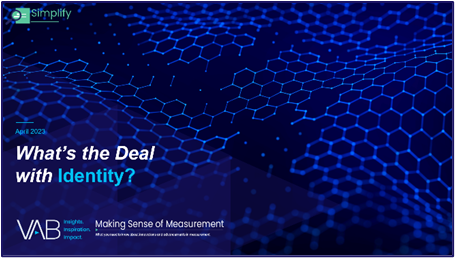 Simplify
April 2023
What's the Deal
with Identity?
VAB
Insights.
Inspiration.
Impact.
Making Sense of Measurement